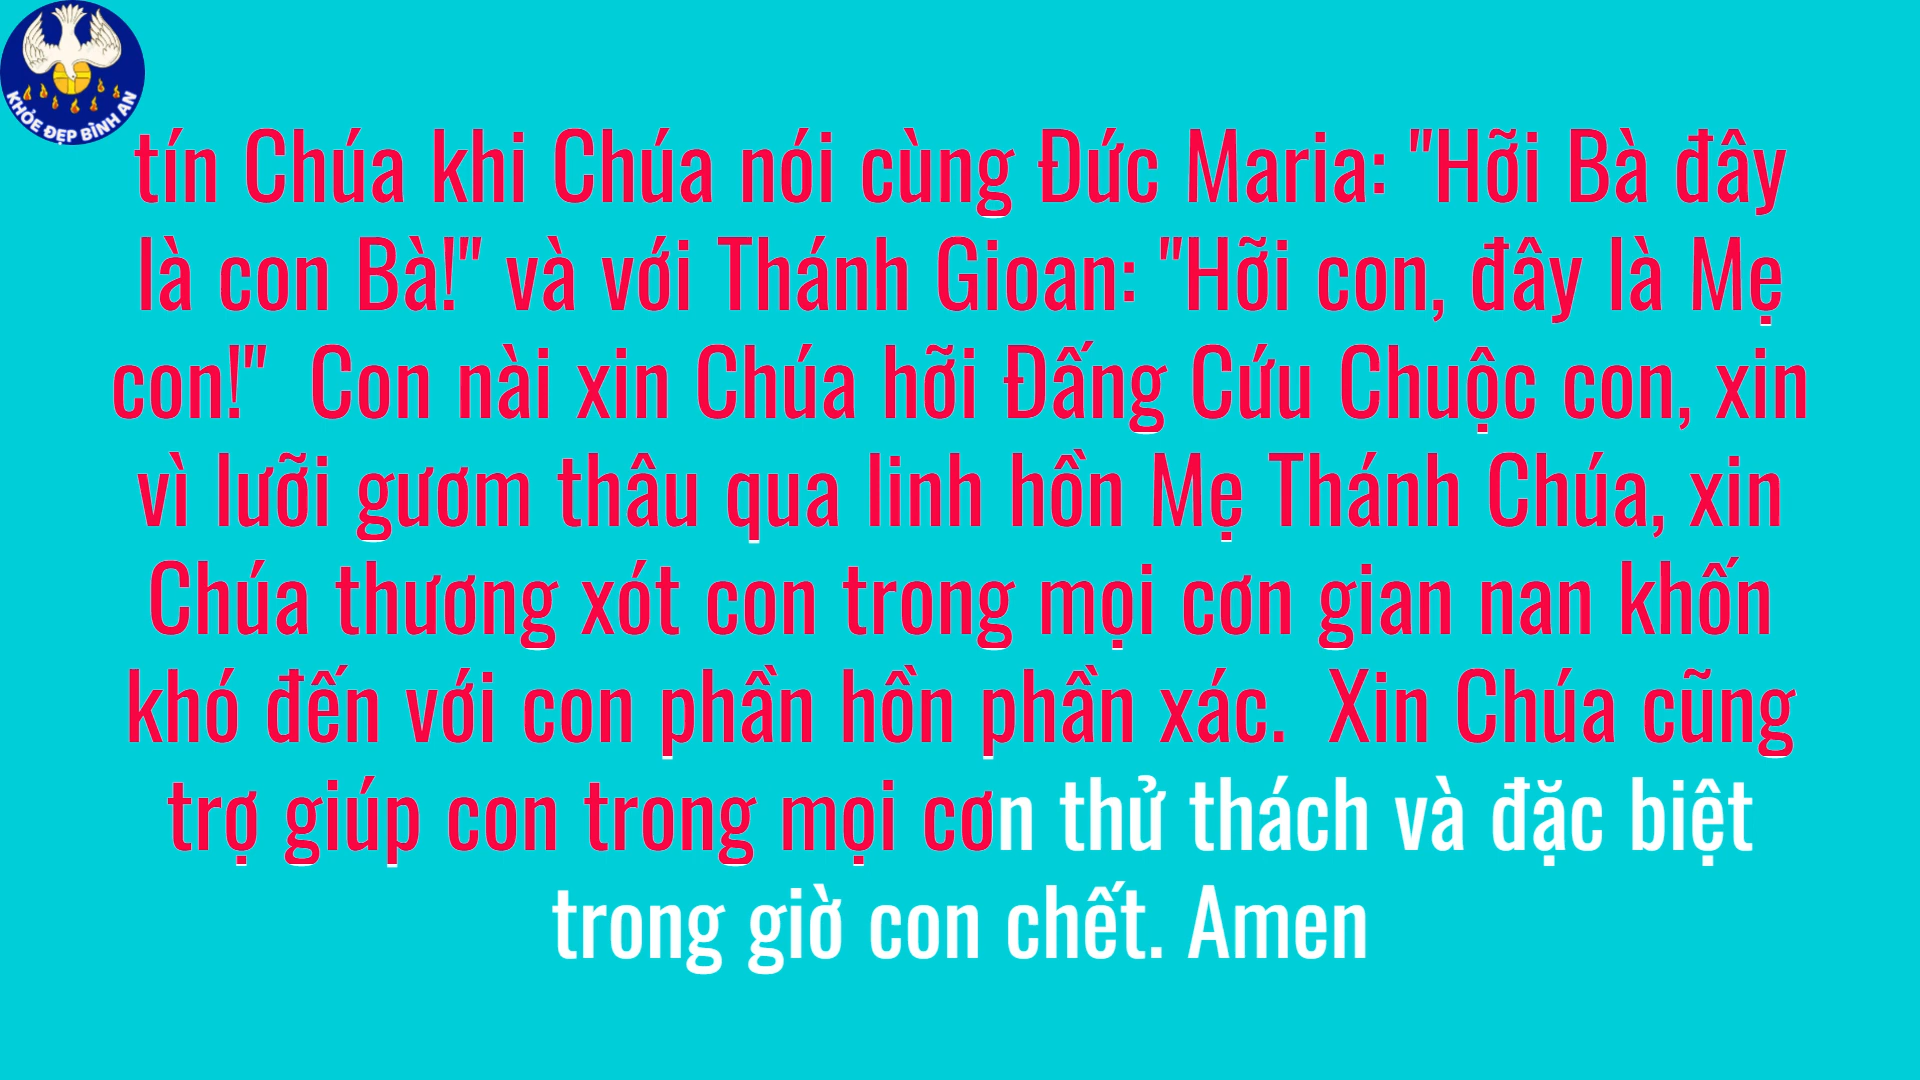 KHỎE ĐẸP BÌNH AN
tín Chúa khi Chúa nói cùng Đức Maria: "Hỡi Bà đây
là con Bà!" và với Thánh Gioan: "Hỡi con, đây là Mẹ
con!"  Con nài xin Chúa hỡi Đấng Cứu Chuộc con, xin
vì lưỡi gươm thâu qua linh hồn Mẹ Thánh Chúa, xin
Chúa thương xót con trong mọi cơn gian nan khốn
khó đến với con phần hồn phần xác.  Xin Chúa cũng
trợ giúp con trong mọi cơn thử thách và đặc biệt
trong giờ con chết. Amen